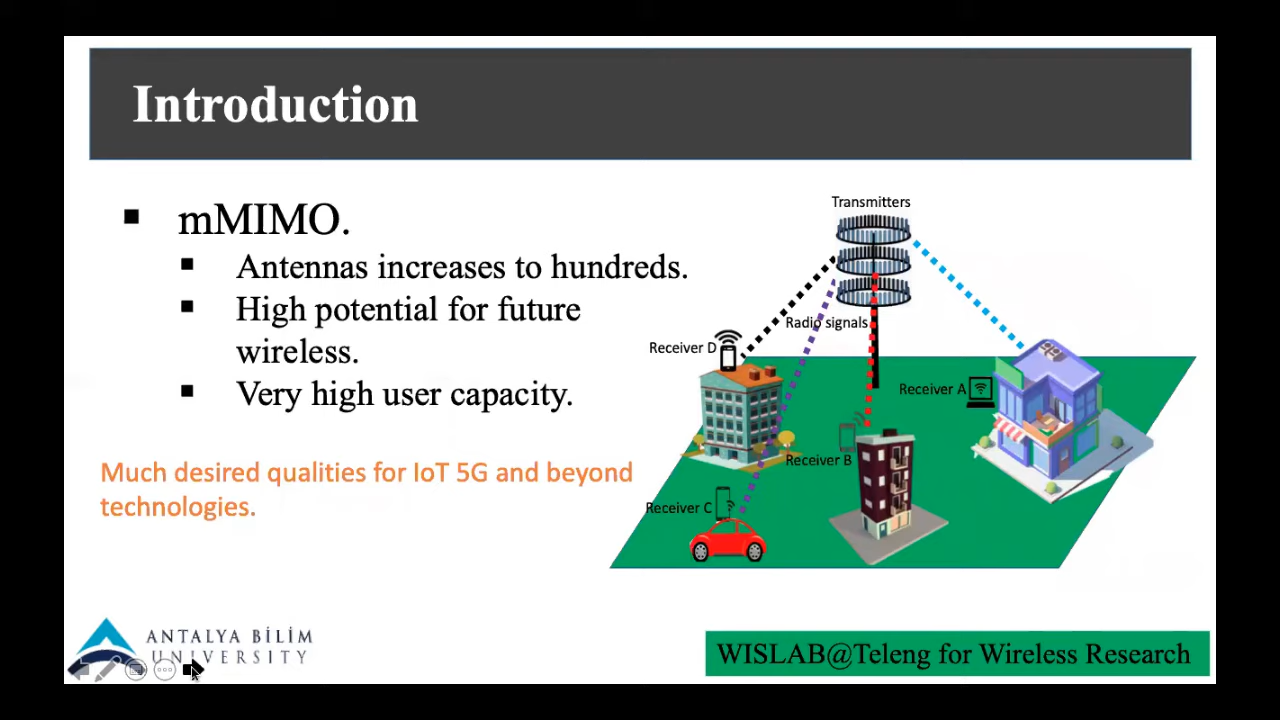 Introduction
mMIMO.
Antennas increases to hundreds.
High potential for future
wireless.
Very high user capacity.
Much desired qualities for IoT 5G and beyond
technologies.
Transmitters
Radio signals
Receiver D
Receiver A
Receiver B
Receiver C
ANTALYA BİLİM
UNIVERSITY
WISLAB@Teleng for Wireless Research